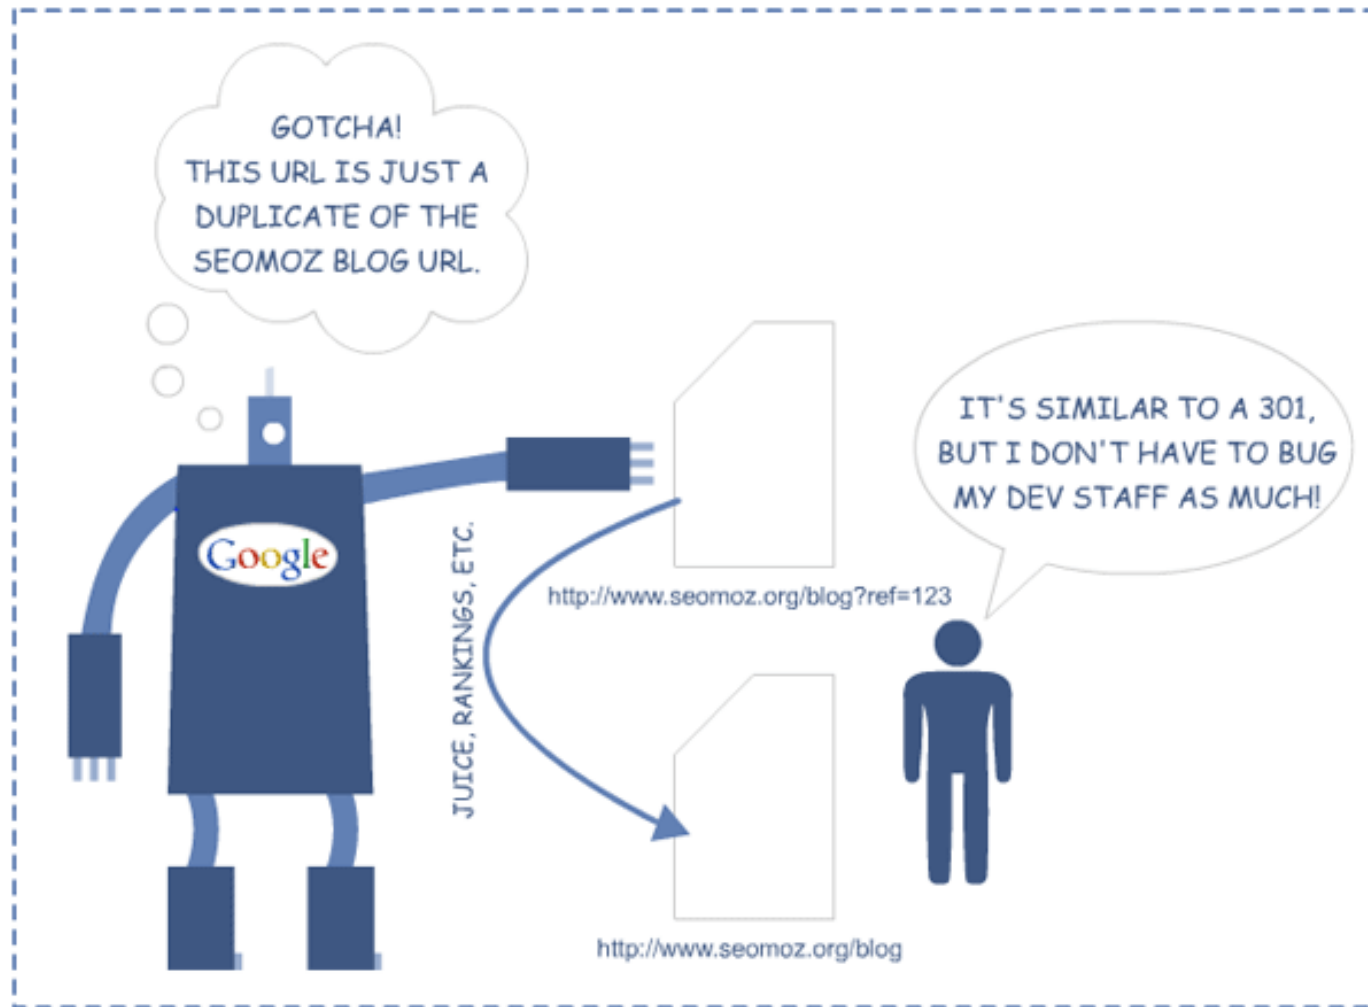 GOTCHA!
THIS URL IS JUST A
DUPLICATE OF THE
SEOMOZ BLOG URL.
IT'S SIMILAR TO A 301,
BUT I DON'T HAVE TO BUG
MY DEV STAFF AS MUCH!
Google
JUICE, RANKINGS, ETC.
http://www.seomoz.org/blog?ref=123
http://www.seomoz.org/blog